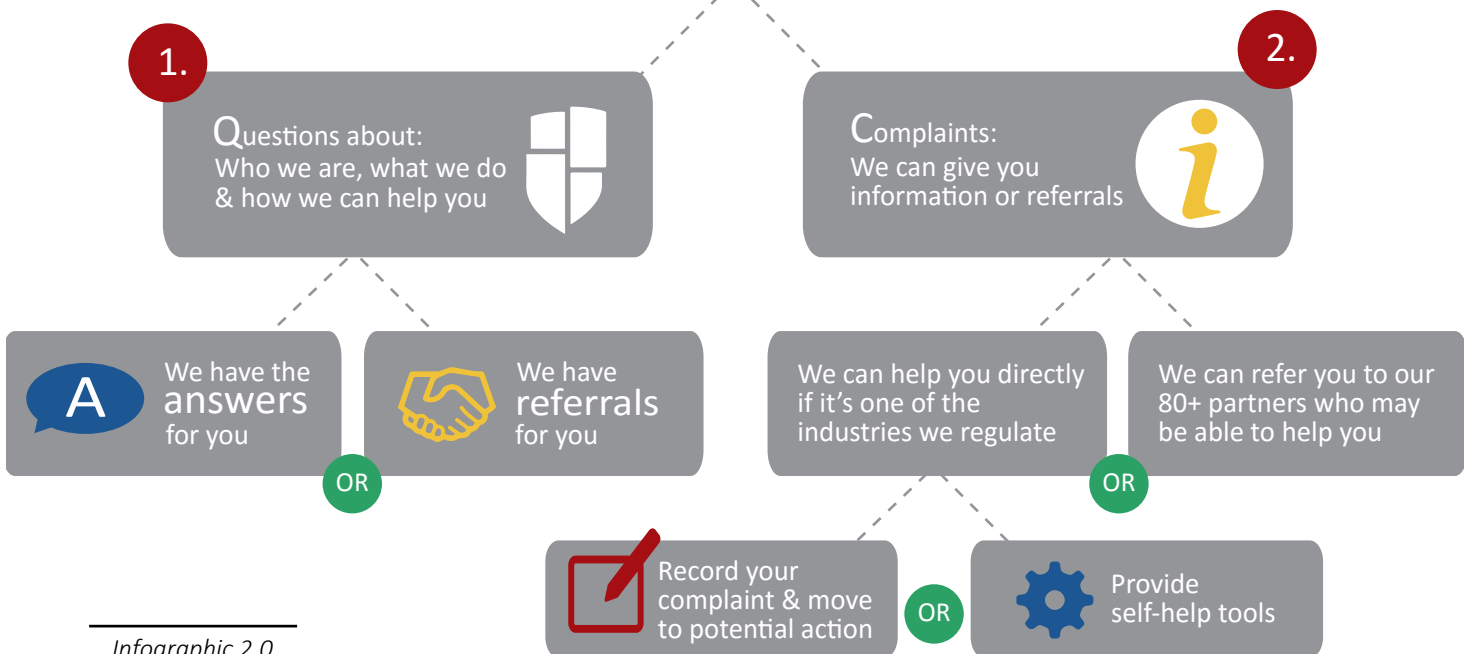 1.
Questions about:
Who we are, what we do
& how we can help you
2.
Complaints:
We can give you
information or referrals
A
We have the
answers
for you
OR
We have
referrals
for you
We can help you directly
if it's one of the
industries we regulate
OR
We can refer you to our
80+ partners who may
be able to help you
Record your
complaint & move
to potential action
OR
Provide
self-help tools
Infographic 2.0